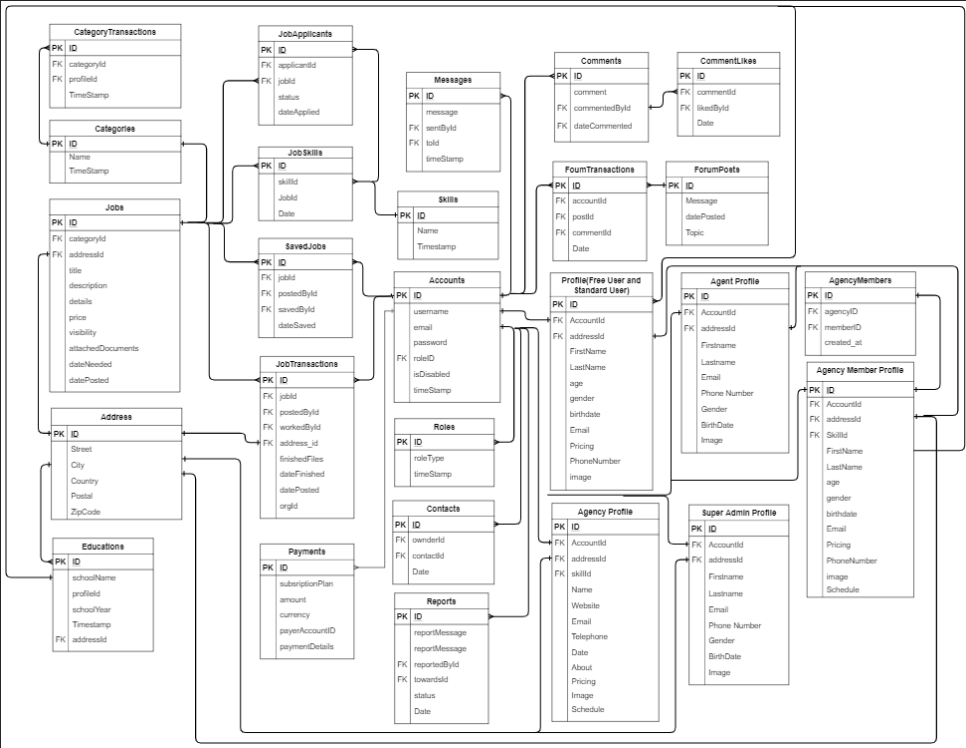 CategoryTransactions
PK ID
FK categoryId
FK profileId
TimeStamp
Categories
PK ID
Name
TimeStamp
Jobs
PK ID
FK categoryId
FK addressId
title
description
details
price
visibility
attachedDocuments
dateNeeded
datePosted
Address
PK ID
Street
City
Country
Postal
ZipCode
Educations
PK ID
schoolName
profileId
schoolYear
Timestamp
FK addressId
JobApplicants
PK ID
FK applicantId
FK jobId
status
dateApplied
JobSkills
PK ID
skillId
JobId
Date
SavedJobs
PK ID
FK jobId
FK postedById
FK savedById
dateSaved
JobTransactions
PK ID
FK jobId
FK postedById
FK workedById
FK address_id
finishedFiles
dateFinished
datePosted
orgId
Payments
PK ID
subsriptionPlan
amount
currency
payerAccountID
paymentDetails
Messages
PK ID
message
FK sentById
FK toId
timeStamp
Skills
PK ID
Name
Timestamp
Accounts
PK ID
username
email
password
FK roleID
isDisabled
timeStamp
Roles
PK ID
roleType
timeStamp
Contacts
PK ID
FK ownderId
FK contactId
Date
Reports
PK ID
reportMessage
reportMessage
FK reportedById
FK towardsId
status
Date
Comments
PK ID
comment
FK commentedById
FK dateCommented
CommentLikes
PK ID
FK commentId
FK likedById
Date
FoumTransactions
PK ID
FK accountId
FK postId
FK commentId
Date
ForumPosts
PK ID
Message
datePosted
Topic
Profile(Free User and
Standard User)
PK ID
FK AccountId
FK addressId
FirstName
LastName
age
gender
birthdate
Email
Pricing
PhoneNumber
image
Agent Profile
PK ID
FK AccountId
FK addressId
Firstname
Lastname
Email
Phone Number
Gender
BirthDate
Image
AgencyMembers
PK ID
FK agencyID
FK memberID
created_at
Agency Member Profile
PK ID
FK AccountId
FK addressId
FK SkillId
FirstName
LastName
age
gender
birthdate
Email
Pricing
PhoneNumber
image
Schedule
Agency Profile
PK ID
FK AccountId
FK addressId
FK skillId
Name
Website
Email
Telephone
Date
About
Pricing
Image
Schedule
Super Admin Profile
PK ID
FK AccountId
FK addressId
Firstname
Lastname
Email
Phone Number
Gender
BirthDate
Image